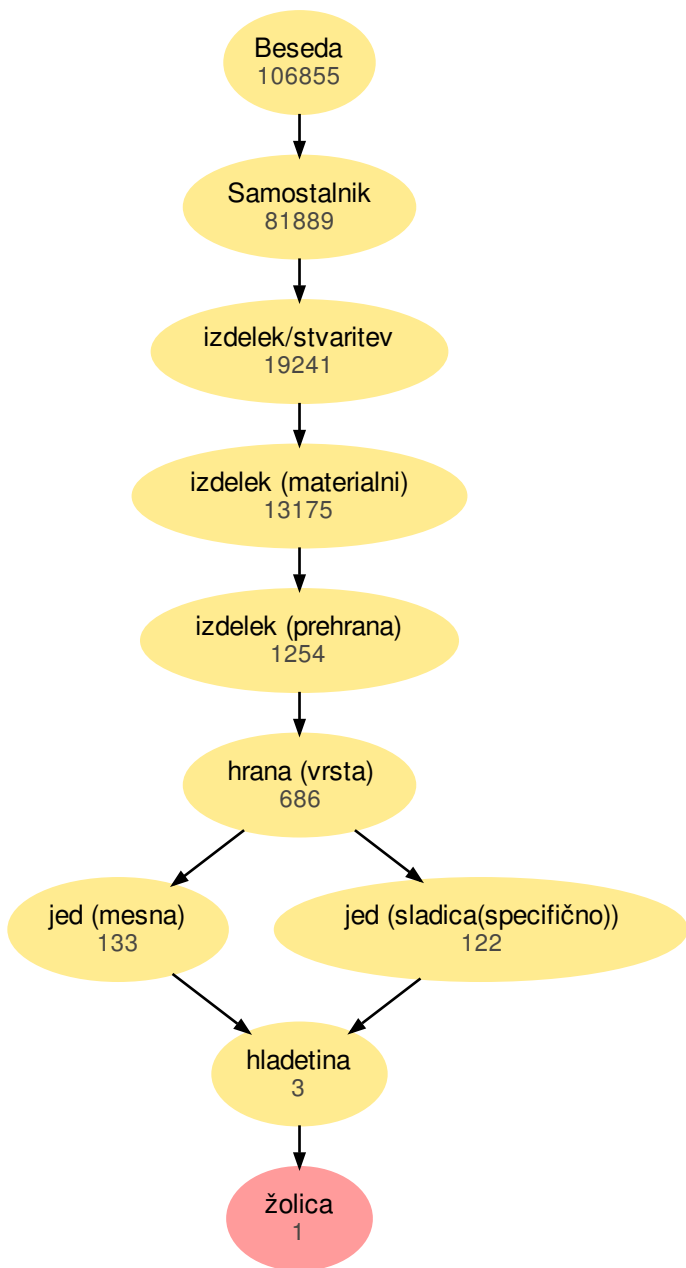 Beseda
106855
Samostalnik
81889
izdelek/stvaritev
19241
izdelek (materialni)
13175
izdelek (prehrana)
1254
hrana (vrsta)
686
jed (mesna)
133
jed (sladica(specifično))
122
hladetina
3
žolica
1